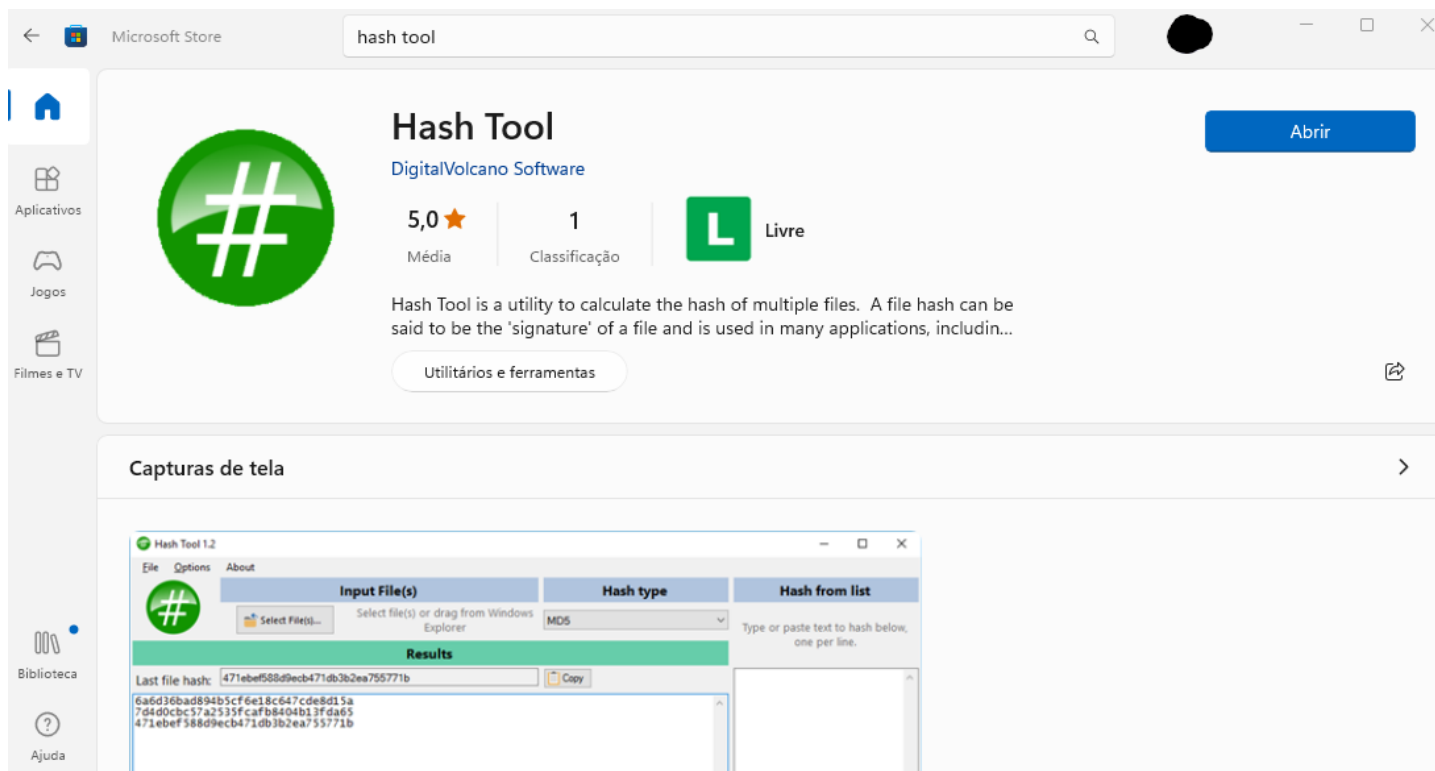 Microsoft Store
hash tool
Hash Tool
Abrir
DigitalVolcano Software
5,0
1
L
Livre
Média
Classificação
Hash Tool is a utility to calculate the hash of multiple files. A file hash can be
said to be the 'signature' of a file and is used in many applications, includin...
Utilitários e ferramentas
Aplicativos
Jogos
Filmes e TV
Biblioteca
Ajuda
Capturas de tela
# Hash Tool 1.2
File Options About
#
Input File(s)
Hash type
Hash from list
Select File(s)...
Select file(s) or drag from Windows
Explorer
MD5
Type or paste text to hash below,
one per line.
Results
Last file hash: 471ebef588d9ecb471db3b2ea755771b Copy
6a6d36bad894b5cf6e18c647cde8d15a
7d4d0cbc57a2535fcafb8404b13fda65
471ebef588d9ecb471db3b2ea755771b